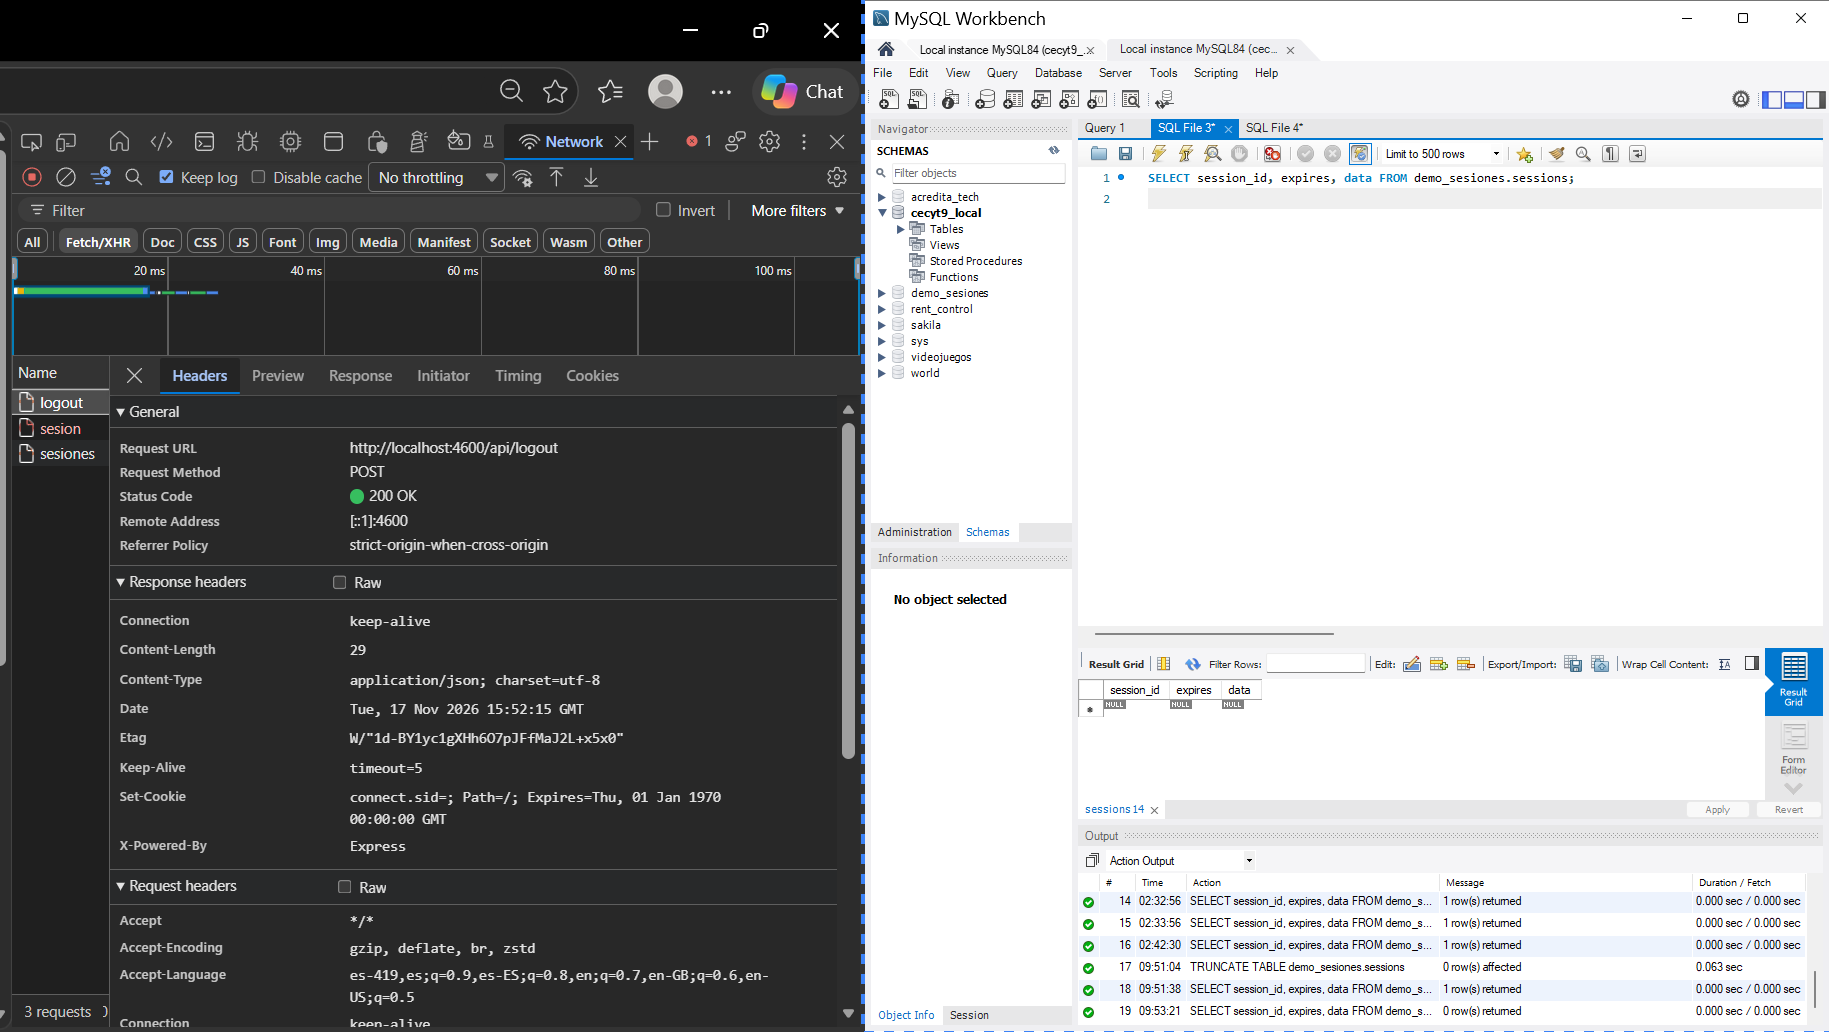 Chat
Network
1
Keep log
Disable cache
No throttling
Filter
Invert
More filters
All
Fetch/XHR
Doc
CSS
JS
Font
Img
Media
Manifest
Socket
Wasm
Other
20 ms
40 ms
60 ms
80 ms
100 ms
Name
logout
sesion
sesiones
3 requests
Headers
Preview
Response
Initiator
Timing
Cookies
General
Request URL http://localhost:4600/api/logout
Request Method POST
Status Code 200 OK
Remote Address [::1]:4600
Referrer Policy strict-origin-when-cross-origin
Response headers Raw
Connection keep-alive
Content-Length 29
Content-Type application/json; charset=utf-8
Date Tue, 17 Nov 2026 15:52:15 GMT
Etag W/"1d-BY1yc1gXHh6O7pJFfMaJ2L+x5x0"
Keep-Alive timeout=5
Set-Cookie connect.sid=; Path=/; Expires=Thu, 01 Jan 1970
00:00:00 GMT
X-Powered-By Express
Request headers Raw
Accept */*
Accept-Encoding gzip, deflate, br, zstd
Accept-Language es-419,es;q=0.9,es-ES;q=0.8,en;q=0.7,en-GB;q=0.6,en-
US;q=0.5
Connection keep-alive
MySQL Workbench
Local instance MySQL84 (cecyt9_...
Local instance MySQL84 (cec...
File Edit View Query Database Server Tools Scripting Help
Navigator
SCHEMAS
Filter objects
acredita_tech
cecyt9_local
Tables
Views
Stored Procedures
Functions
demo_sesiones
rent_control
sakila
sys
videojuegos
world
Administration Schemas
Information
No object selected
Object Info Session
Query 1
SQL File 3*
SQL File 4*
Limit to 500 rows
1 SELECT session_id, expires, data FROM demo_sesiones.sessions;
2
Result Grid
Filter Rows:
Edit:
Export/Import:
Wrap Cell Content:
session_id expires data
NULL NULL NULL
Result
Grid
Form
Editor
sessions 14
Apply
Revert
Output
Action Output
# Time Action Message Duration / Fetch
14 02:32:56 SELECT session_id, expires, data FROM demo_s... 1 row(s) returned 0.000 sec / 0.000 sec
15 02:33:56 SELECT session_id, expires, data FROM demo_s... 1 row(s) returned 0.000 sec / 0.000 sec
16 02:42:30 SELECT session_id, expires, data FROM demo_s... 1 row(s) returned 0.000 sec / 0.000 sec
17 09:51:04 TRUNCATE TABLE demo_sesiones.sessions 0 row(s) affected 0.063 sec
18 09:51:38 SELECT session_id, expires, data FROM demo_s... 1 row(s) returned 0.000 sec / 0.000 sec
19 09:53:21 SELECT session_id, expires, data FROM demo_s... 0 row(s) returned 0.000 sec / 0.000 sec